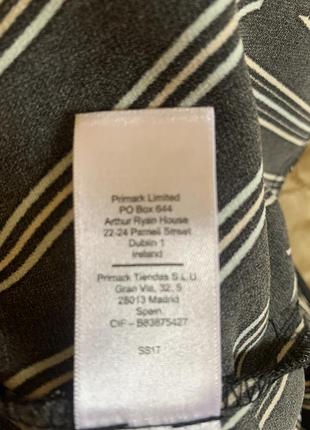 Primark Limited
PO Box 644
Arthur Ryan House
22-24 Parnell Street
Dublin 1
Ireland
Primark Tiendas S.L.U.
Gran Via, 32, 5
28013 Madrid
Spain.
CIF - B83875427
SS17